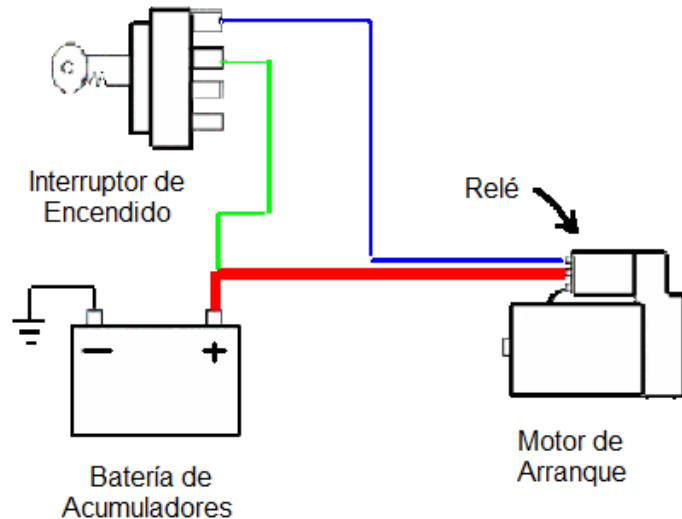 Interruptor de
Encendido
Relé
Batería de
Acumuladores
Motor de
Arranque